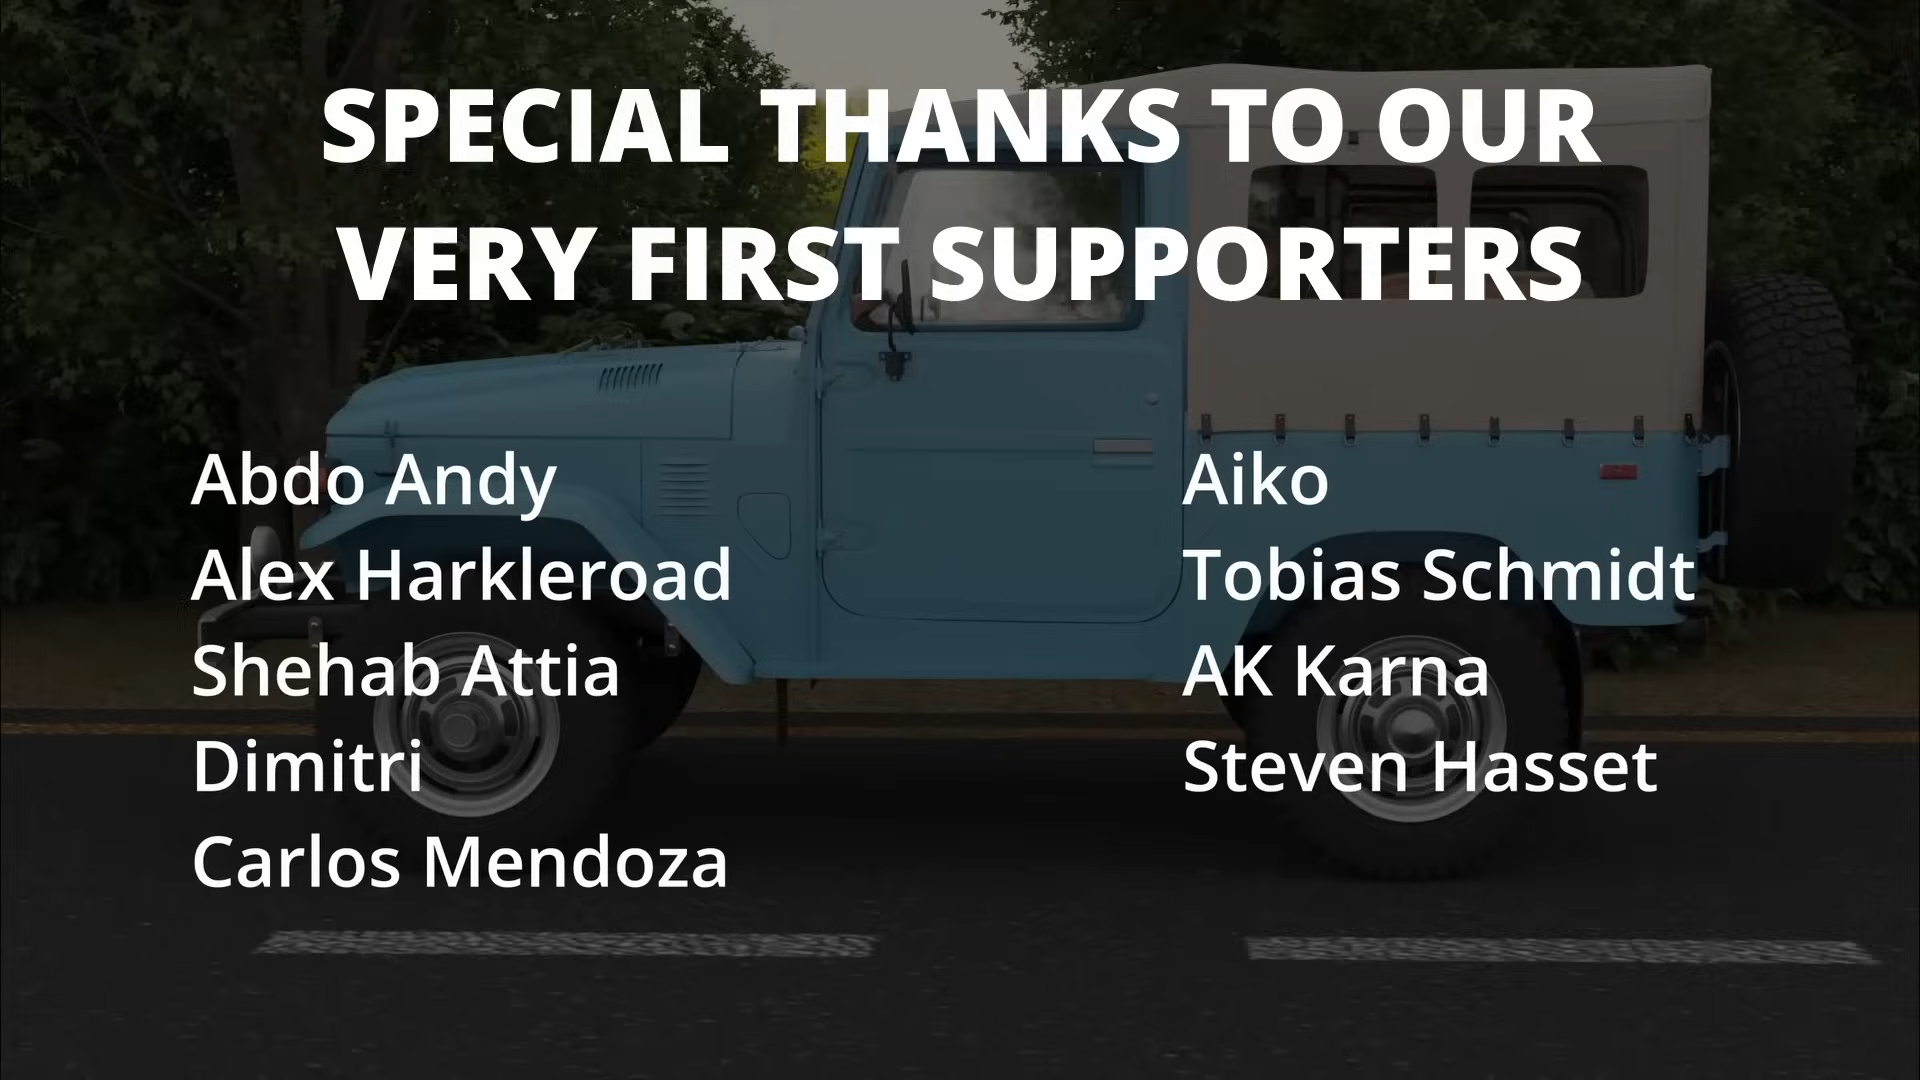 SPECIAL THANKS TO OUR
VERY FIRST SUPPORTERS
Abdo Andy
Alex Harkleroad
Shehab Attia
Dimitri
Carlos Mendoza
Aiko
Tobias Schmidt
AK Karna
Steven Hasset